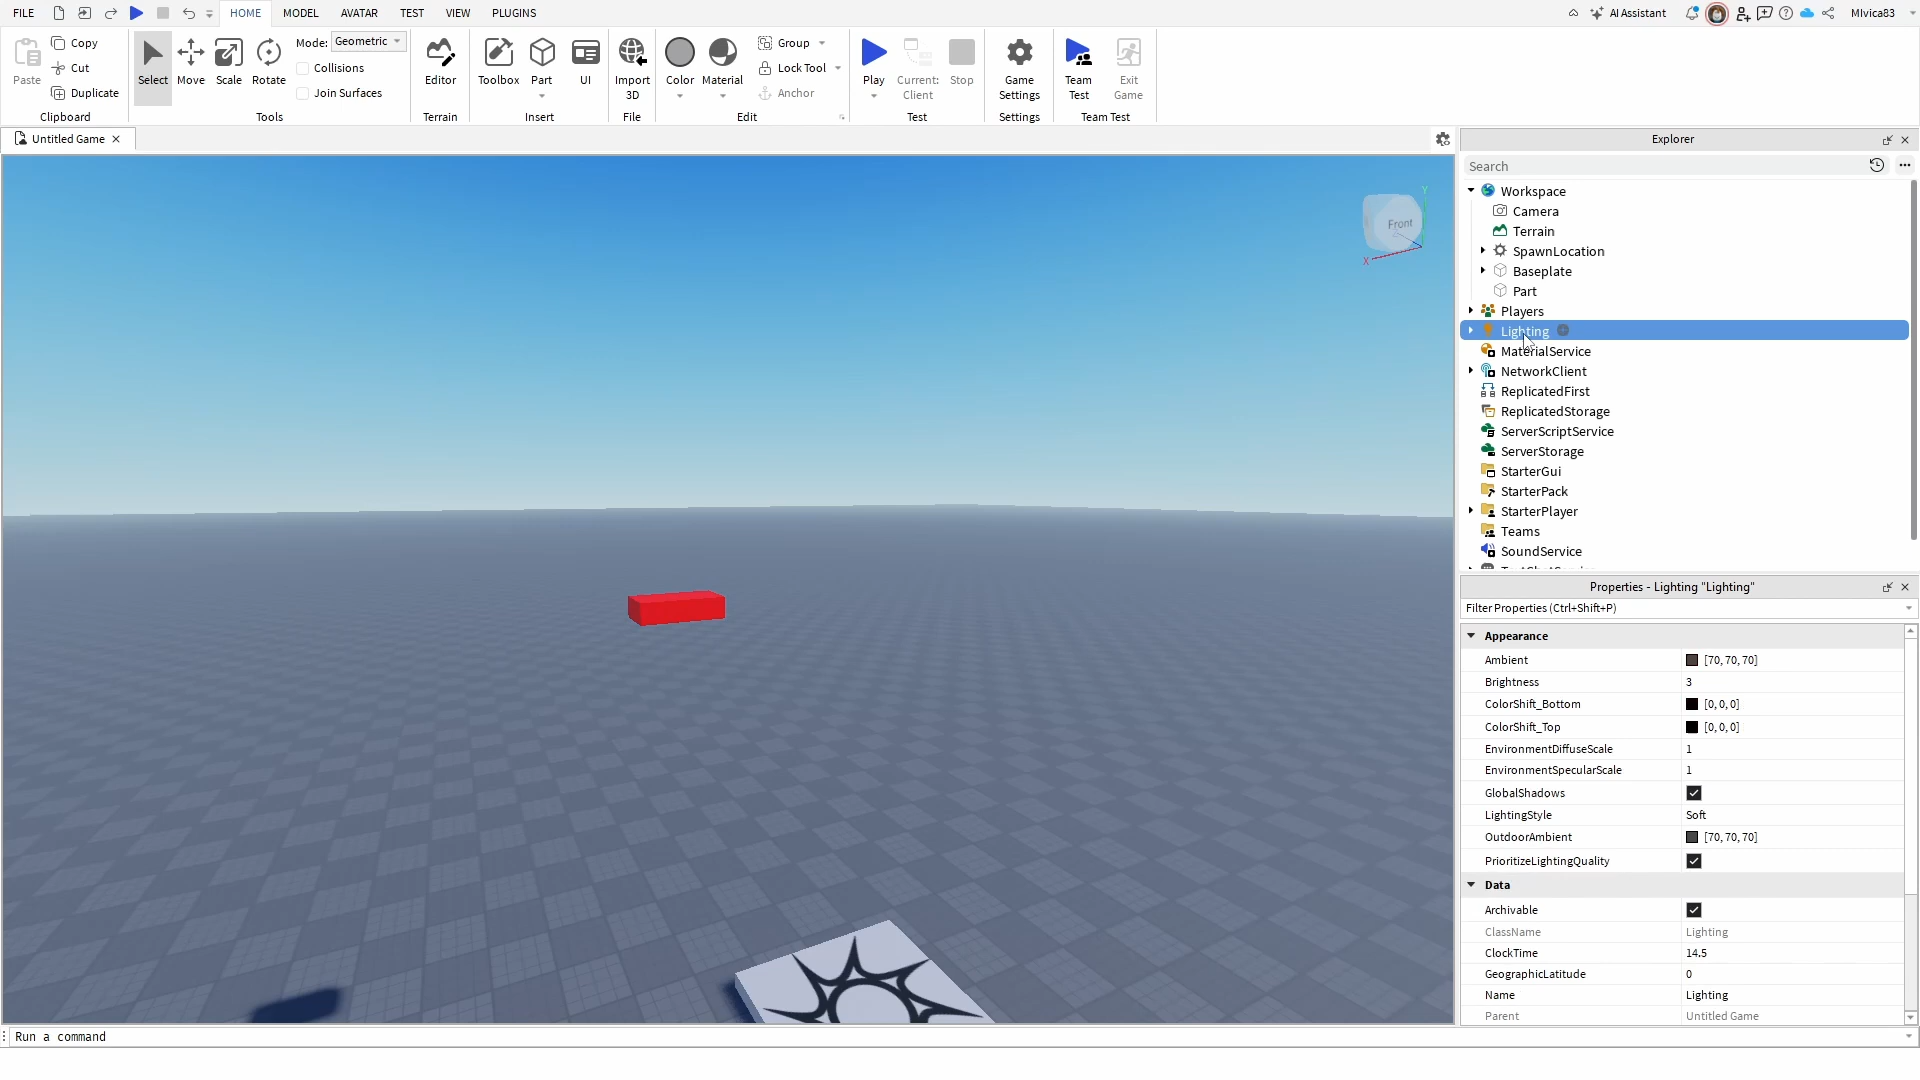 FILE HOME MODEL AVATAR TEST VIEW PLUGINS AI Assistant MIvica83
Paste
Copy
Cut
Duplicate
Clipboard
Select Move Scale Rotate
Mode: Geometric
Collisions
Join Surfaces
Tools
Editor
Terrain
Toolbox Part UI
Insert
Import
3D
File
Color Material
Group
Lock Tool
Anchor
Edit
Play
Current:
Client
Stop
Test
Game
Settings
Settings
Team
Test
Exit
Game
Team Test
Untitled Game
Front
Y
X
Explorer
Search
Workspace
Camera
Terrain
SpawnLocation
Baseplate
Part
Players
Lighting
MaterialService
NetworkClient
ReplicatedFirst
ReplicatedStorage
ServerScriptService
ServerStorage
StarterGui
StarterPack
StarterPlayer
Teams
SoundService
Properties - Lighting "Lighting"
Filter Properties (Ctrl+Shift+P)
Appearance
Ambient [70, 70, 70]
Brightness 3
ColorShift_Bottom [0, 0, 0]
ColorShift_Top [0, 0, 0]
EnvironmentDiffuseScale 1
EnvironmentSpecularScale 1
GlobalShadows
LightingStyle Soft
OutdoorAmbient [70, 70, 70]
PrioritizeLightingQuality
Data
Archivable
ClassName Lighting
ClockTime 14.5
GeographicLatitude 0
Name Lighting
Parent Untitled Game
Run a command